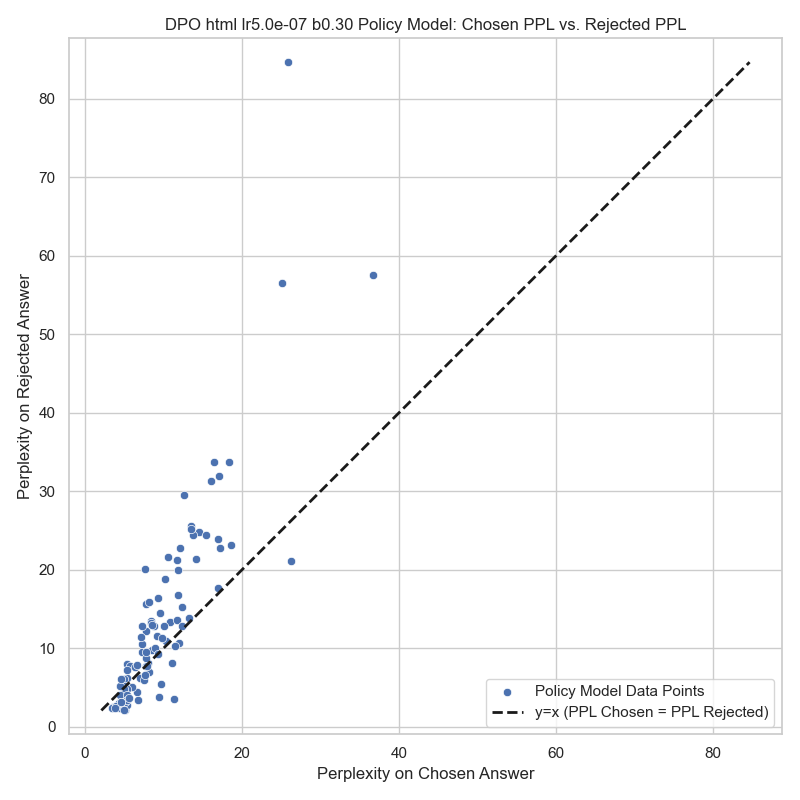 DPO html lr5.0e-07 b0.30 Policy Model: Chosen PPL vs. Rejected PPL
Perplexity on Rejected Answer
80
70
60
50
40
30
20
10
0
0 20 40 60 80
Perplexity on Chosen Answer
Policy Model Data Points
y=x (PPL Chosen = PPL Rejected)